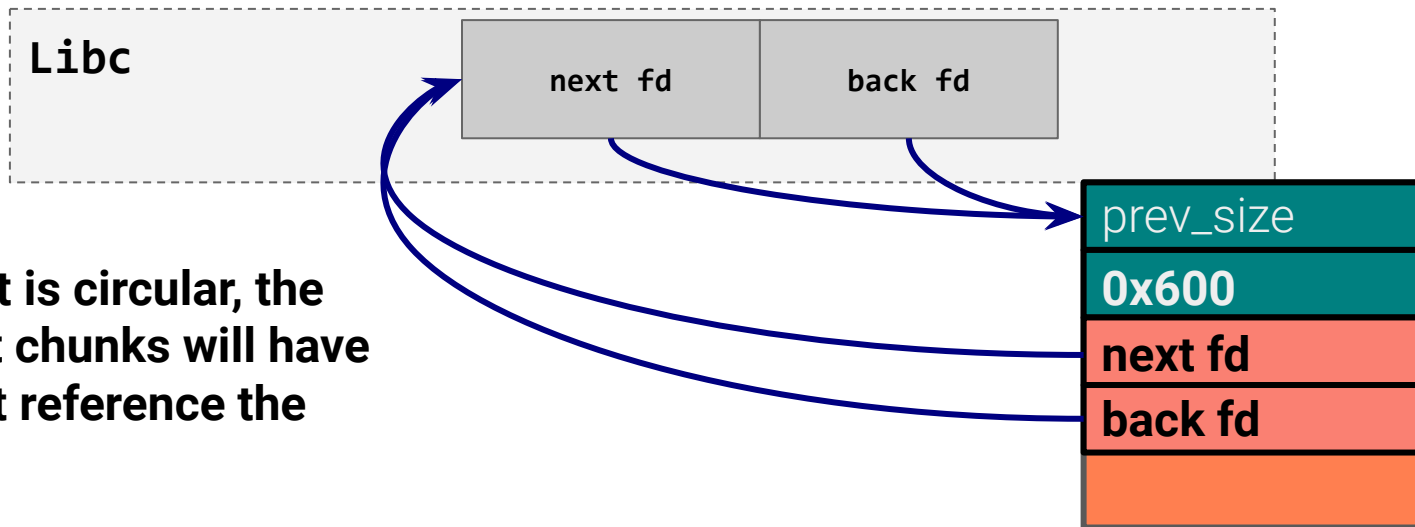 Libc
next fd
back fd
prev_size
0x600
next fd
back fd
t is circular, the
t chunks will have
t reference the